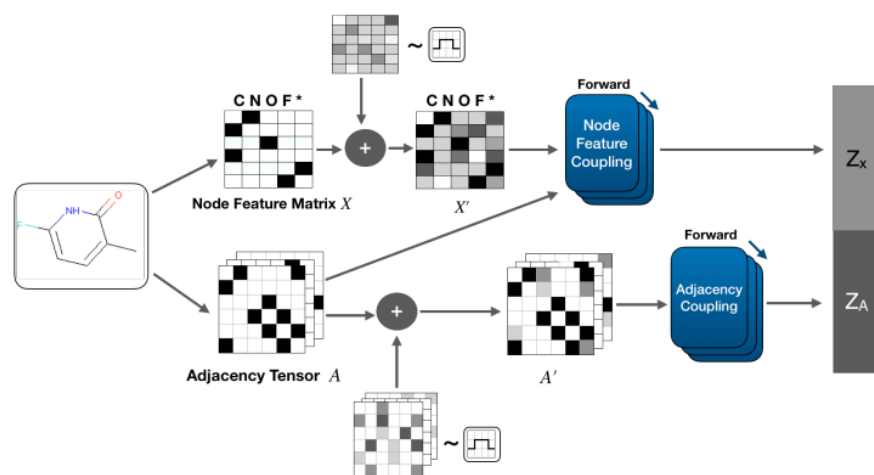 ~
C N O F *
C N O F *
Forward
Node
Feature
Coupling
+
Node Feature Matrix X
X′
Zx
NH
O
F
Forward
Adjacency
Coupling
+
ZA
Adjacency Tensor A
A′
~